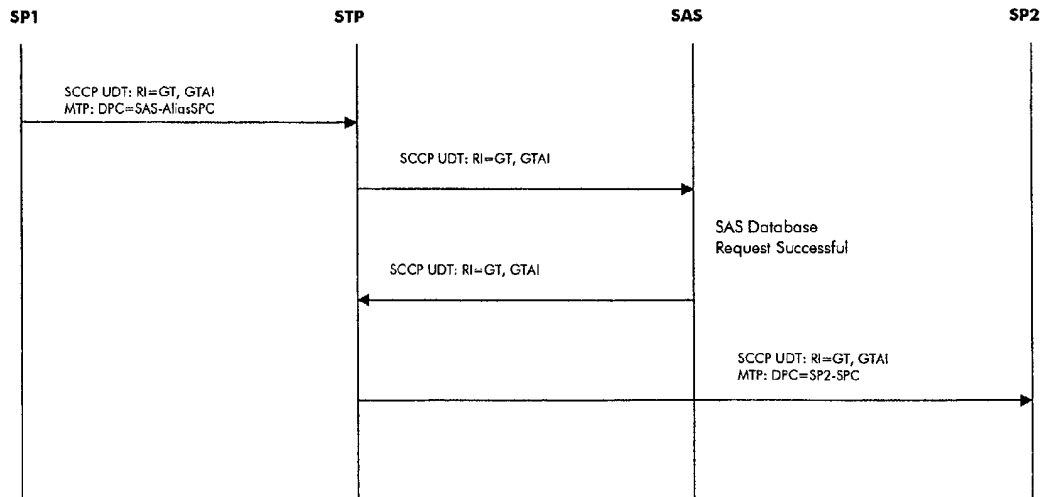 SP1 STP SAS SP2
SCCP UDT: RI=GT, GTAI
MTP: DPC=SAS-AliasSPC
SCCP UDT: RI=GT, GTAI
SAS Database
Request Successful
SCCP UDT: RI=GT, GTAI
SCCP UDT: RI=GT, GTAI
MTP: DPC=SP2-SPC